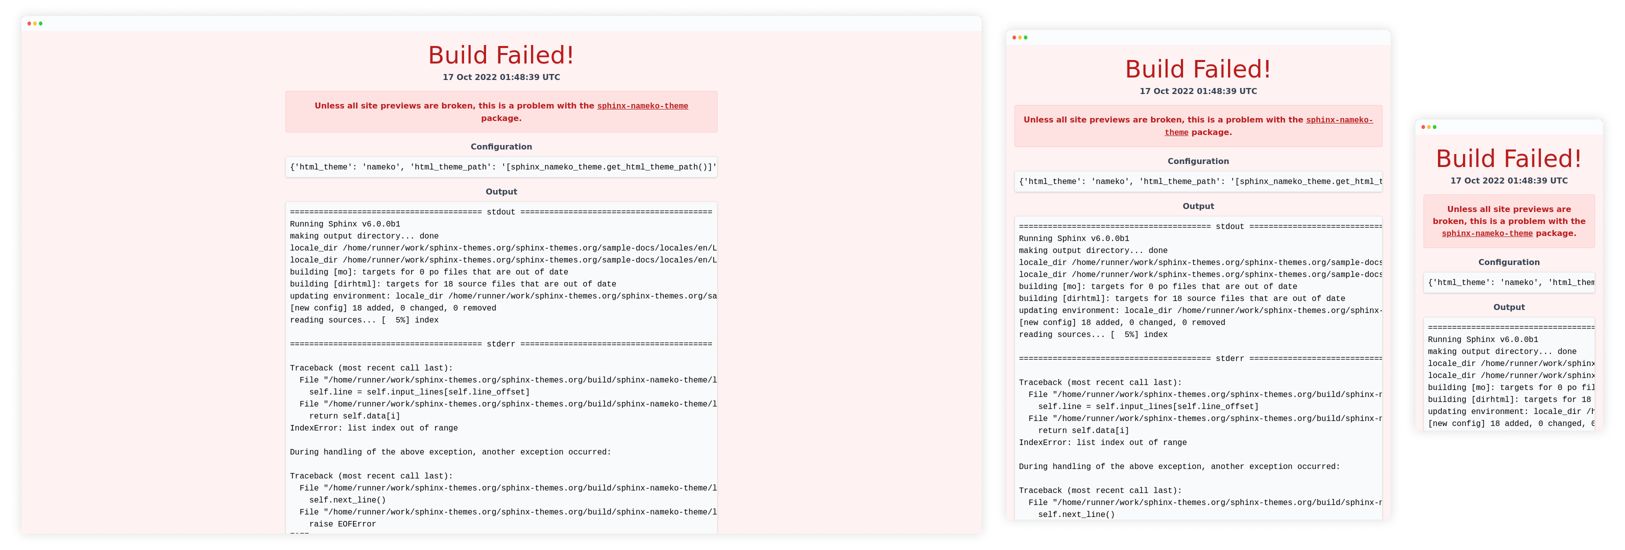 Build Failed!
17 Oct 2022 01:48:39 UTC
Unless all site previews are broken, this is a problem with the sphinx-nameko-theme
package.
Configuration
{'html_theme': 'nameko', 'html_theme_path': '[sphinx_nameko_theme.get_html_theme_path()]'
Output
======================================== stdout ========================================
Running Sphinx v6.0.0b1
making output directory... done
locale_dir /home/runner/work/sphinx-themes.org/sphinx-themes.org/sample-docs/locales/en/L
locale_dir /home/runner/work/sphinx-themes.org/sphinx-themes.org/sample-docs/locales/en/L
building [mo]: targets for 0 po files that are out of date
building [dirhtml]: targets for 18 source files that are out of date
updating environment: locale_dir /home/runner/work/sphinx-themes.org/sphinx-themes.org/sa
[new config] 18 added, 0 changed, 0 removed
reading sources... [  5%] index
======================================== stderr ========================================
Traceback (most recent call last):
  File "/home/runner/work/sphinx-themes.org/sphinx-themes.org/build/sphinx-nameko-theme/l
    self.line = self.input_lines[self.line_offset]
  File "/home/runner/work/sphinx-themes.org/sphinx-themes.org/build/sphinx-nameko-theme/l
    return self.data[i]
IndexError: list index out of range
During handling of the above exception, another exception occurred:
Traceback (most recent call last):
  File "/home/runner/work/sphinx-themes.org/sphinx-themes.org/build/sphinx-nameko-theme/l
    self.next_line()
  File "/home/runner/work/sphinx-themes.org/sphinx-themes.org/build/sphinx-nameko-theme/l
    raise EOFError
Build Failed!
17 Oct 2022 01:48:39 UTC
Unless all site previews are broken, this is a problem with the sphinx-nameko-
theme package.
Configuration
{'html_theme': 'nameko', 'html_theme_path': '[sphinx_nameko_theme.get_html_t
Output
======================================== stdout ===========================
Running Sphinx v6.0.0b1
making output directory... done
locale_dir /home/runner/work/sphinx-themes.org/sphinx-themes.org/sample-docs
locale_dir /home/runner/work/sphinx-themes.org/sphinx-themes.org/sample-docs
building [mo]: targets for 0 po files that are out of date
building [dirhtml]: targets for 18 source files that are out of date
updating environment: locale_dir /home/runner/work/sphinx-themes.org/sphinx-
[new config] 18 added, 0 changed, 0 removed
reading sources... [  5%] index
======================================== stderr ===========================
Traceback (most recent call last):
  File "/home/runner/work/sphinx-themes.org/sphinx-themes.org/build/sphinx-n
    self.line = self.input_lines[self.line_offset]
  File "/home/runner/work/sphinx-themes.org/sphinx-themes.org/build/sphinx-n
    return self.data[i]
IndexError: list index out of range
During handling of the above exception, another exception occurred:
Traceback (most recent call last):
  File "/home/runner/work/sphinx-themes.org/sphinx-themes.org/build/sphinx-n
    self.next_line()
Build Failed!
17 Oct 2022 01:48:39 UTC
Unless all site previews are
broken, this is a problem with the
sphinx-nameko-theme package.
Configuration
{'html_theme': 'nameko', 'html_them
Output
===================================
Running Sphinx v6.0.0b1
making output directory... done
locale_dir /home/runner/work/sphinx
locale_dir /home/runner/work/sphinx
building [mo]: targets for 0 po fil
building [dirhtml]: targets for 18
updating environment: locale_dir /h
[new config] 18 added, 0 changed, 0